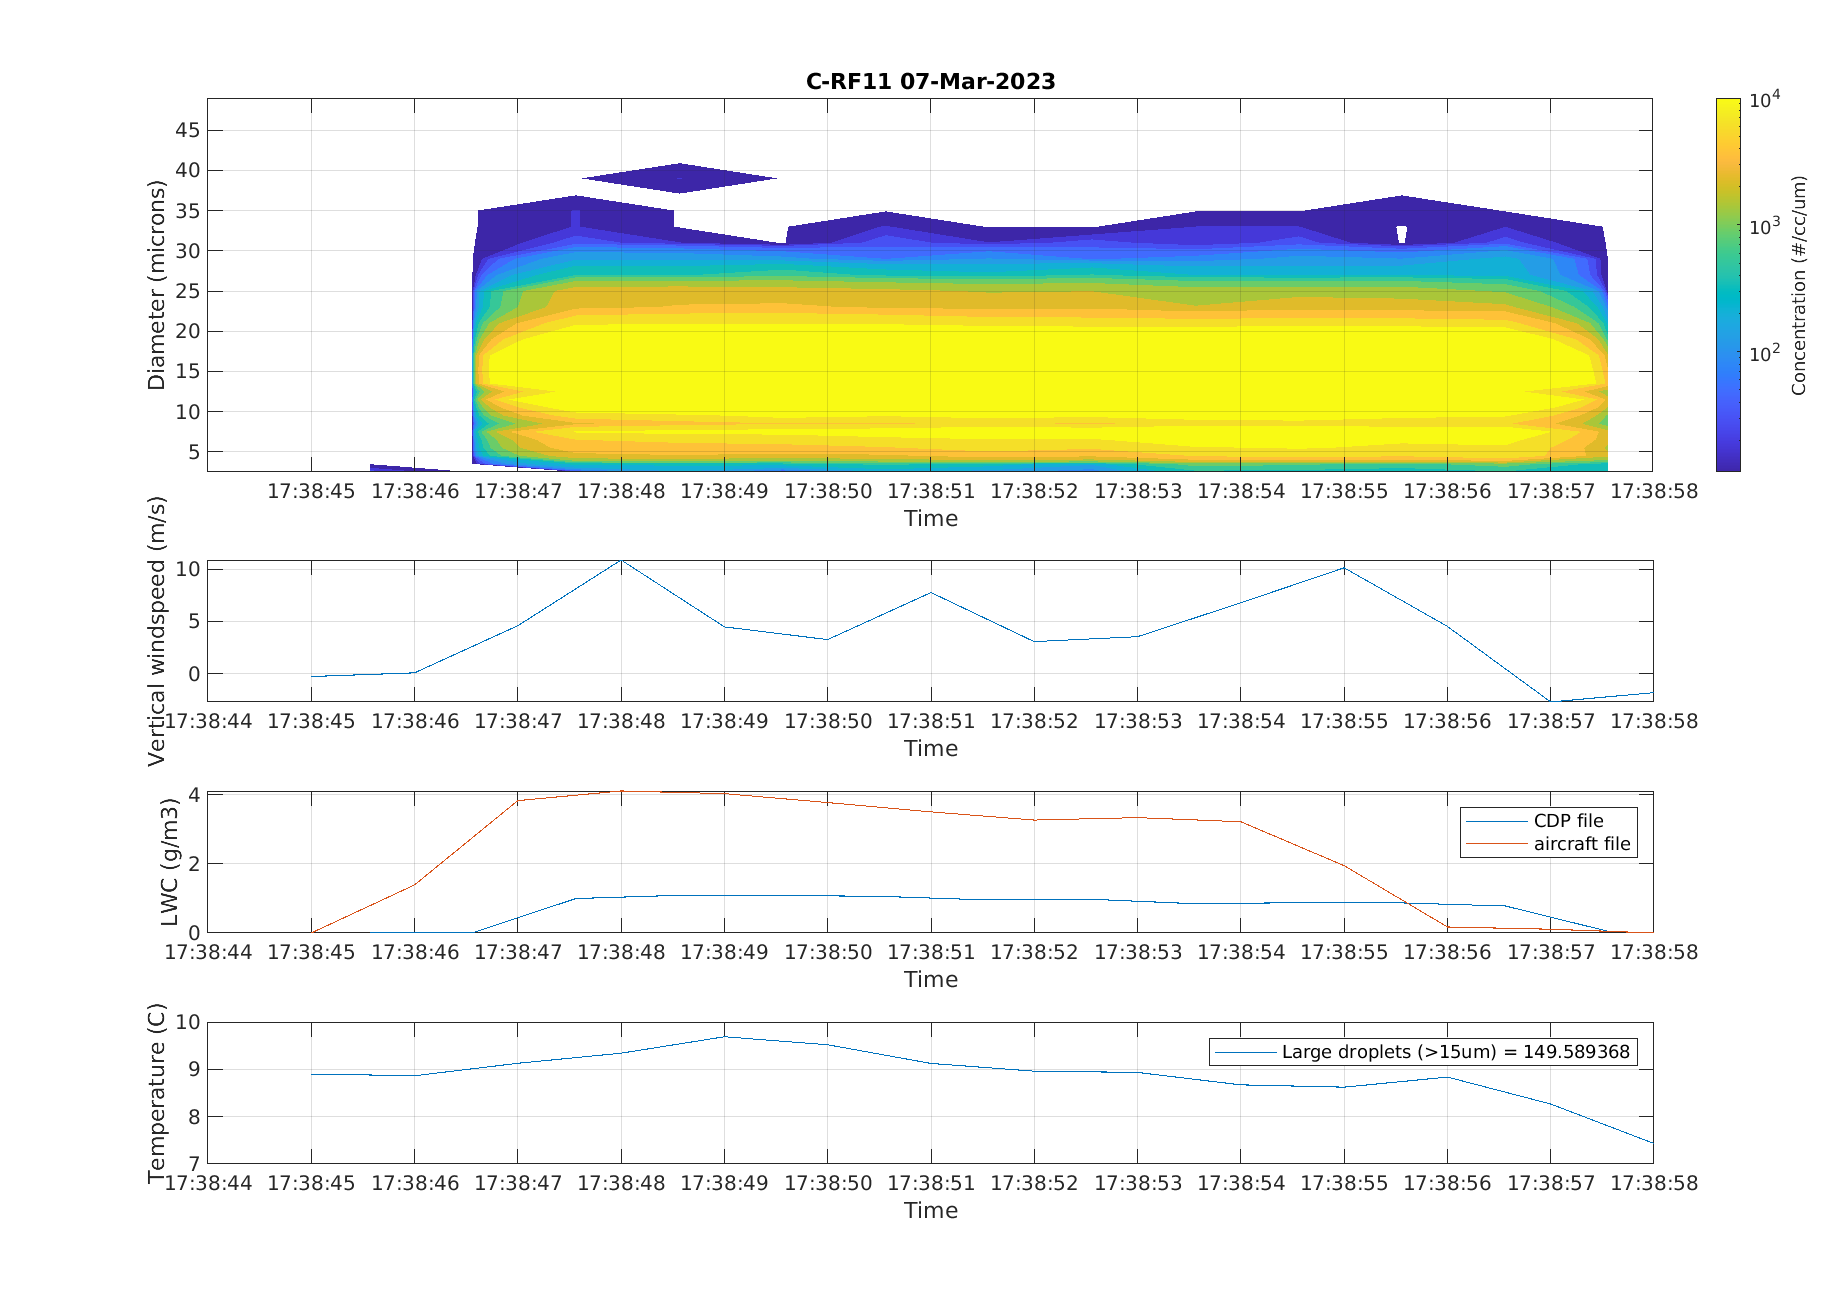 C-RF11 07-Mar-2023
45
40
35
30
25
20
15
10
5
Diameter (microns)
17:38:45 17:38:46 17:38:47 17:38:48 17:38:49 17:38:50 17:38:51 17:38:52 17:38:53 17:38:54 17:38:55 17:38:56 17:38:57 17:38:58
Time
10^4
10^3
10^2
Concentration (#/cc/um)
10
5
0
Vertical windspeed (m/s)
17:38:44 17:38:45 17:38:46 17:38:47 17:38:48 17:38:49 17:38:50 17:38:51 17:38:52 17:38:53 17:38:54 17:38:55 17:38:56 17:38:57 17:38:58
Time
4
2
0
LWC (g/m3)
CDP file
aircraft file
17:38:44 17:38:45 17:38:46 17:38:47 17:38:48 17:38:49 17:38:50 17:38:51 17:38:52 17:38:53 17:38:54 17:38:55 17:38:56 17:38:57 17:38:58
Time
10
9
8
7
Temperature (C)
Large droplets (>15um) = 149.589368
17:38:44 17:38:45 17:38:46 17:38:47 17:38:48 17:38:49 17:38:50 17:38:51 17:38:52 17:38:53 17:38:54 17:38:55 17:38:56 17:38:57 17:38:58
Time